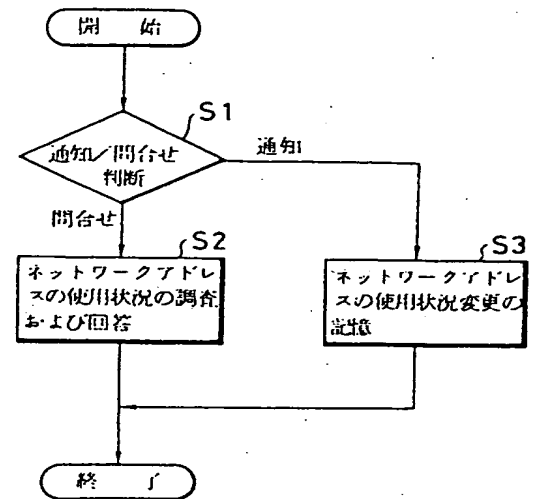 開 始
S1
通知/問合せ
判断
通知
問合せ
S2
ネットワークアドレ
スの使用状況の調査
および回答
S3
ネットワークアドレ
スの使用状況変更の
記憶
終 了